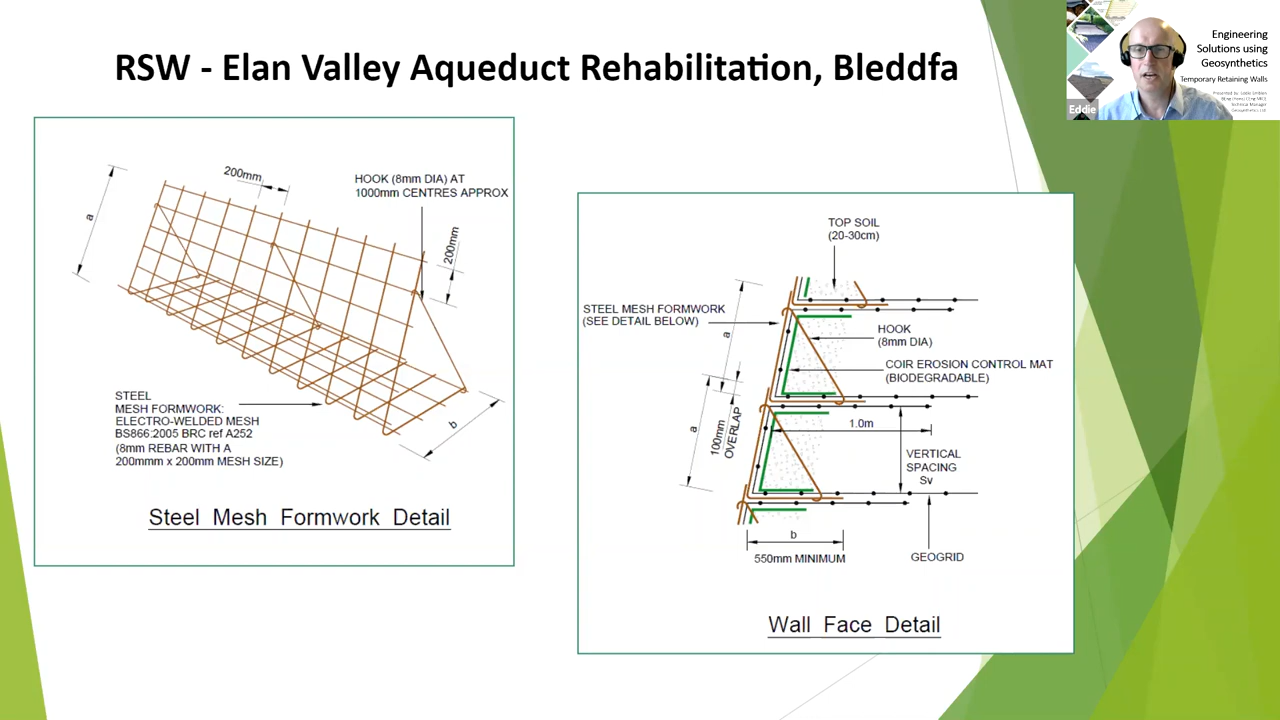 RSW - Elan Valley Aqueduct Rehabilitation, Bleddfa
Engineering
Solutions using
Geosynthetics
Temporary Retaining Walls
Technical Manager
Eddie
200mm
HOOK (8mm DIA) AT
1000mm CENTRES APPROX
a
200mm
STEEL
MESH FORMWORK:
ELECTRO-WELDED MESH
BS866:2005 BRC ref A252
(8mm REBAR WITH A
200mmm x 200mm MESH SIZE)
b
Steel Mesh Formwork Detail
TOP SOIL
(20-30cm)
STEEL MESH FORMWORK
(SEE DETAIL BELOW)
a
HOOK
(8mm DIA)
COIR EROSION CONTROL MAT
(BIODEGRADABLE)
a
100mm
OVERLAP
1.0m
VERTICAL
SPACING
Sv
b
550mm MINIMUM
GEOGRID
Wall Face Detail